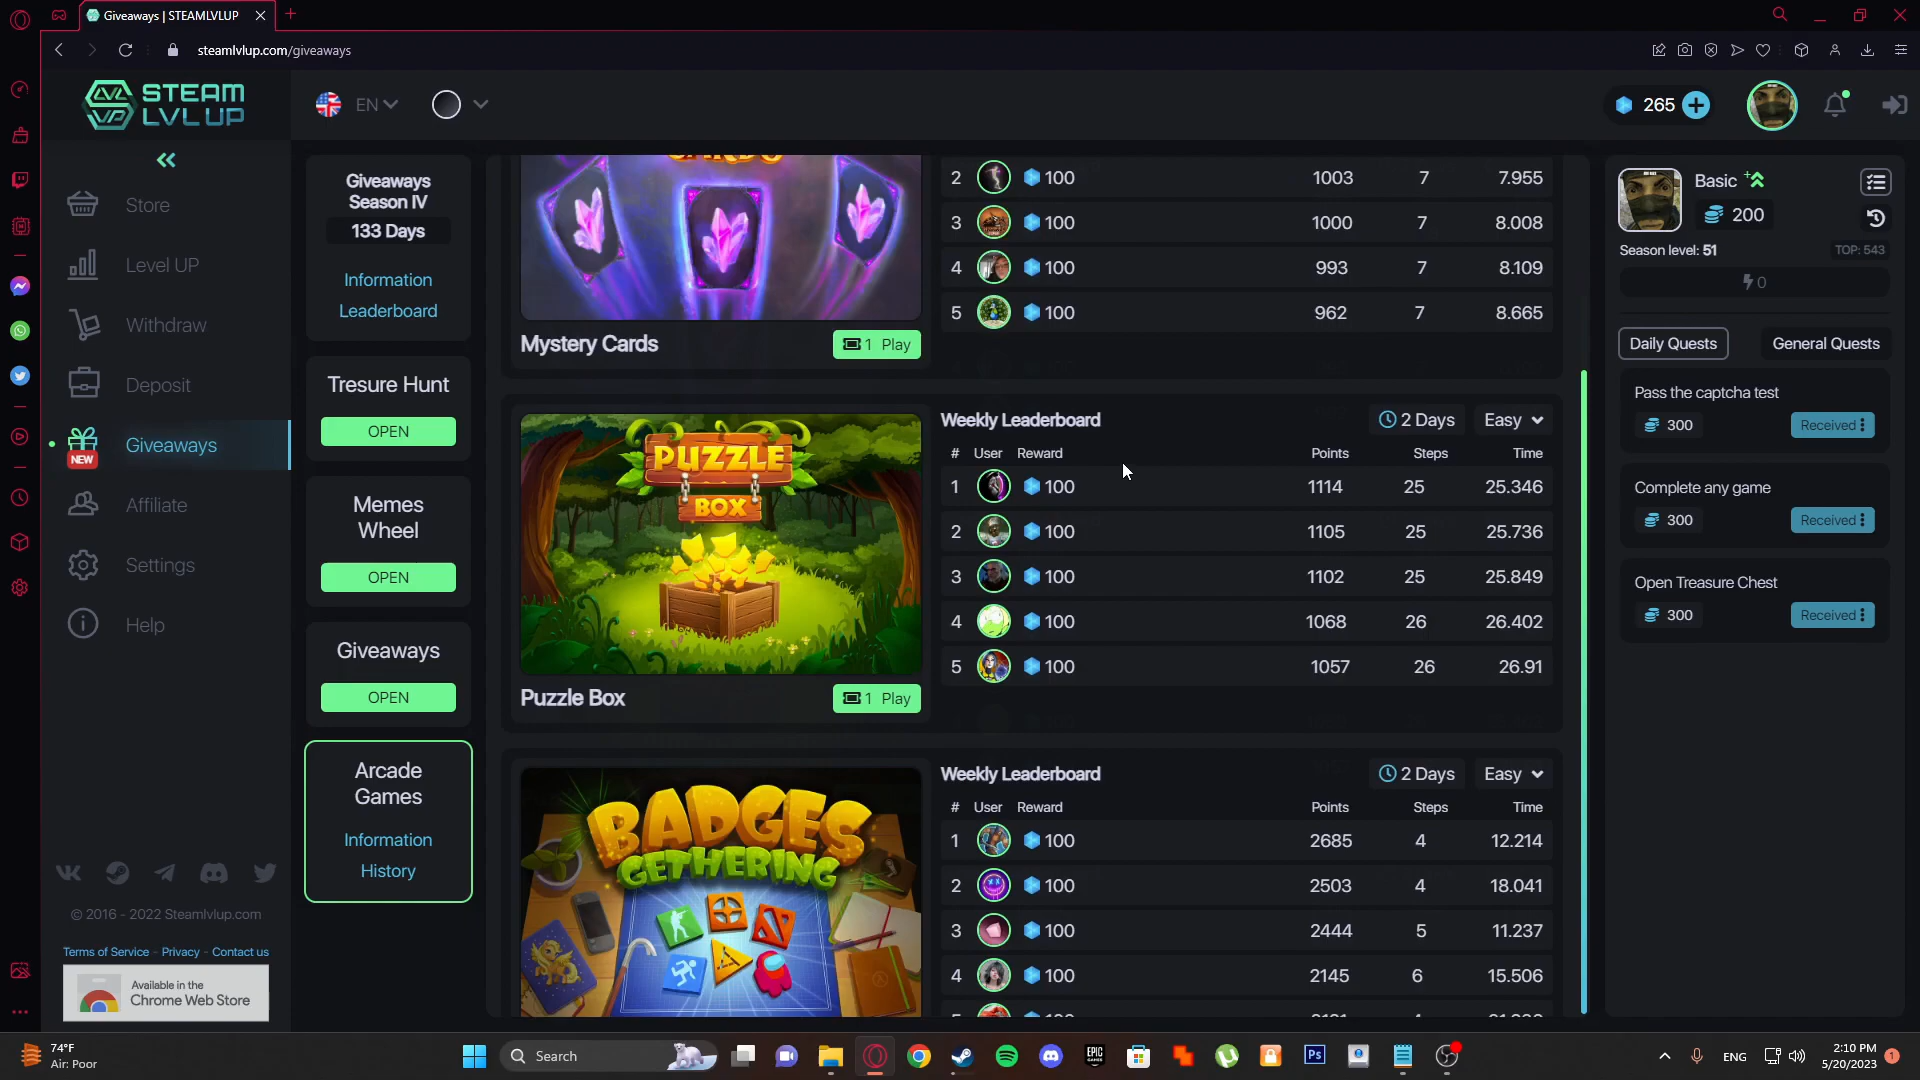 Giveaways | STEAMLVLUP
steamlvlup.com/giveaways
LVL UP
STEAM
LVLUP
EN
265
Store
Level UP
Withdraw
Deposit
Giveaways
NEW
Affiliate
Settings
Help
© 2016 - 2022 Steamlvlup.com
Terms of Service - Privacy - Contact us
Available in the
Chrome Web Store
Giveaways
Season IV
133 Days
Information
Leaderboard
Tresure Hunt
OPEN
Memes
Wheel
OPEN
Giveaways
OPEN
Arcade
Games
Information
History
Mystery Cards
1 Play
2 100 1003 7 7.955
3 100 1000 7 8.008
4 100 993 7 8.109
5 100 962 7 8.665
PUZZLE
BOX
Puzzle Box
1 Play
Weekly Leaderboard 2 Days Easy
# User Reward Points Steps Time
1 100 1114 25 25.346
2 100 1105 25 25.736
3 100 1102 25 25.849
4 100 1068 26 26.402
5 100 1057 26 26.91
BADGES
GETHERING
Weekly Leaderboard 2 Days Easy
# User Reward Points Steps Time
1 100 2685 4 12.214
2 100 2503 4 18.041
3 100 2444 5 11.237
4 100 2145 6 15.506
Basic
200
Season level: 51
TOP: 543
0
Daily Quests
General Quests
Pass the captcha test
300
Received
Complete any game
300
Received
Open Treasure Chest
300
Received
74°F
Air: Poor
Search
EPIC
GAMES
Ps
ENG
2:10 PM
5/20/2023
1